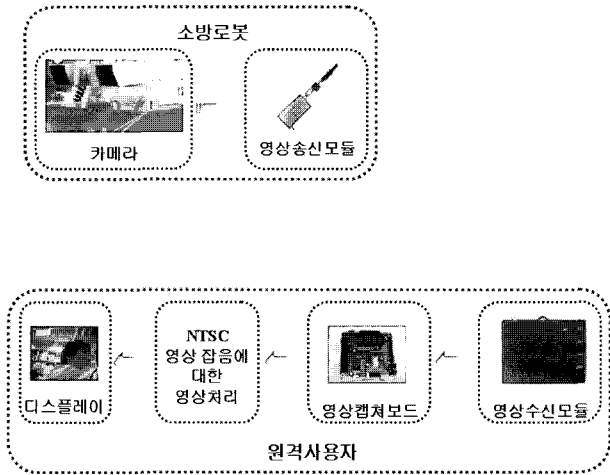 소방로봇
카메라
영상송신모듈
NTSC
영상 잡음에
대한
영상처리
디스플레이
영상캡쳐보드
영상수신모듈
원격사용자